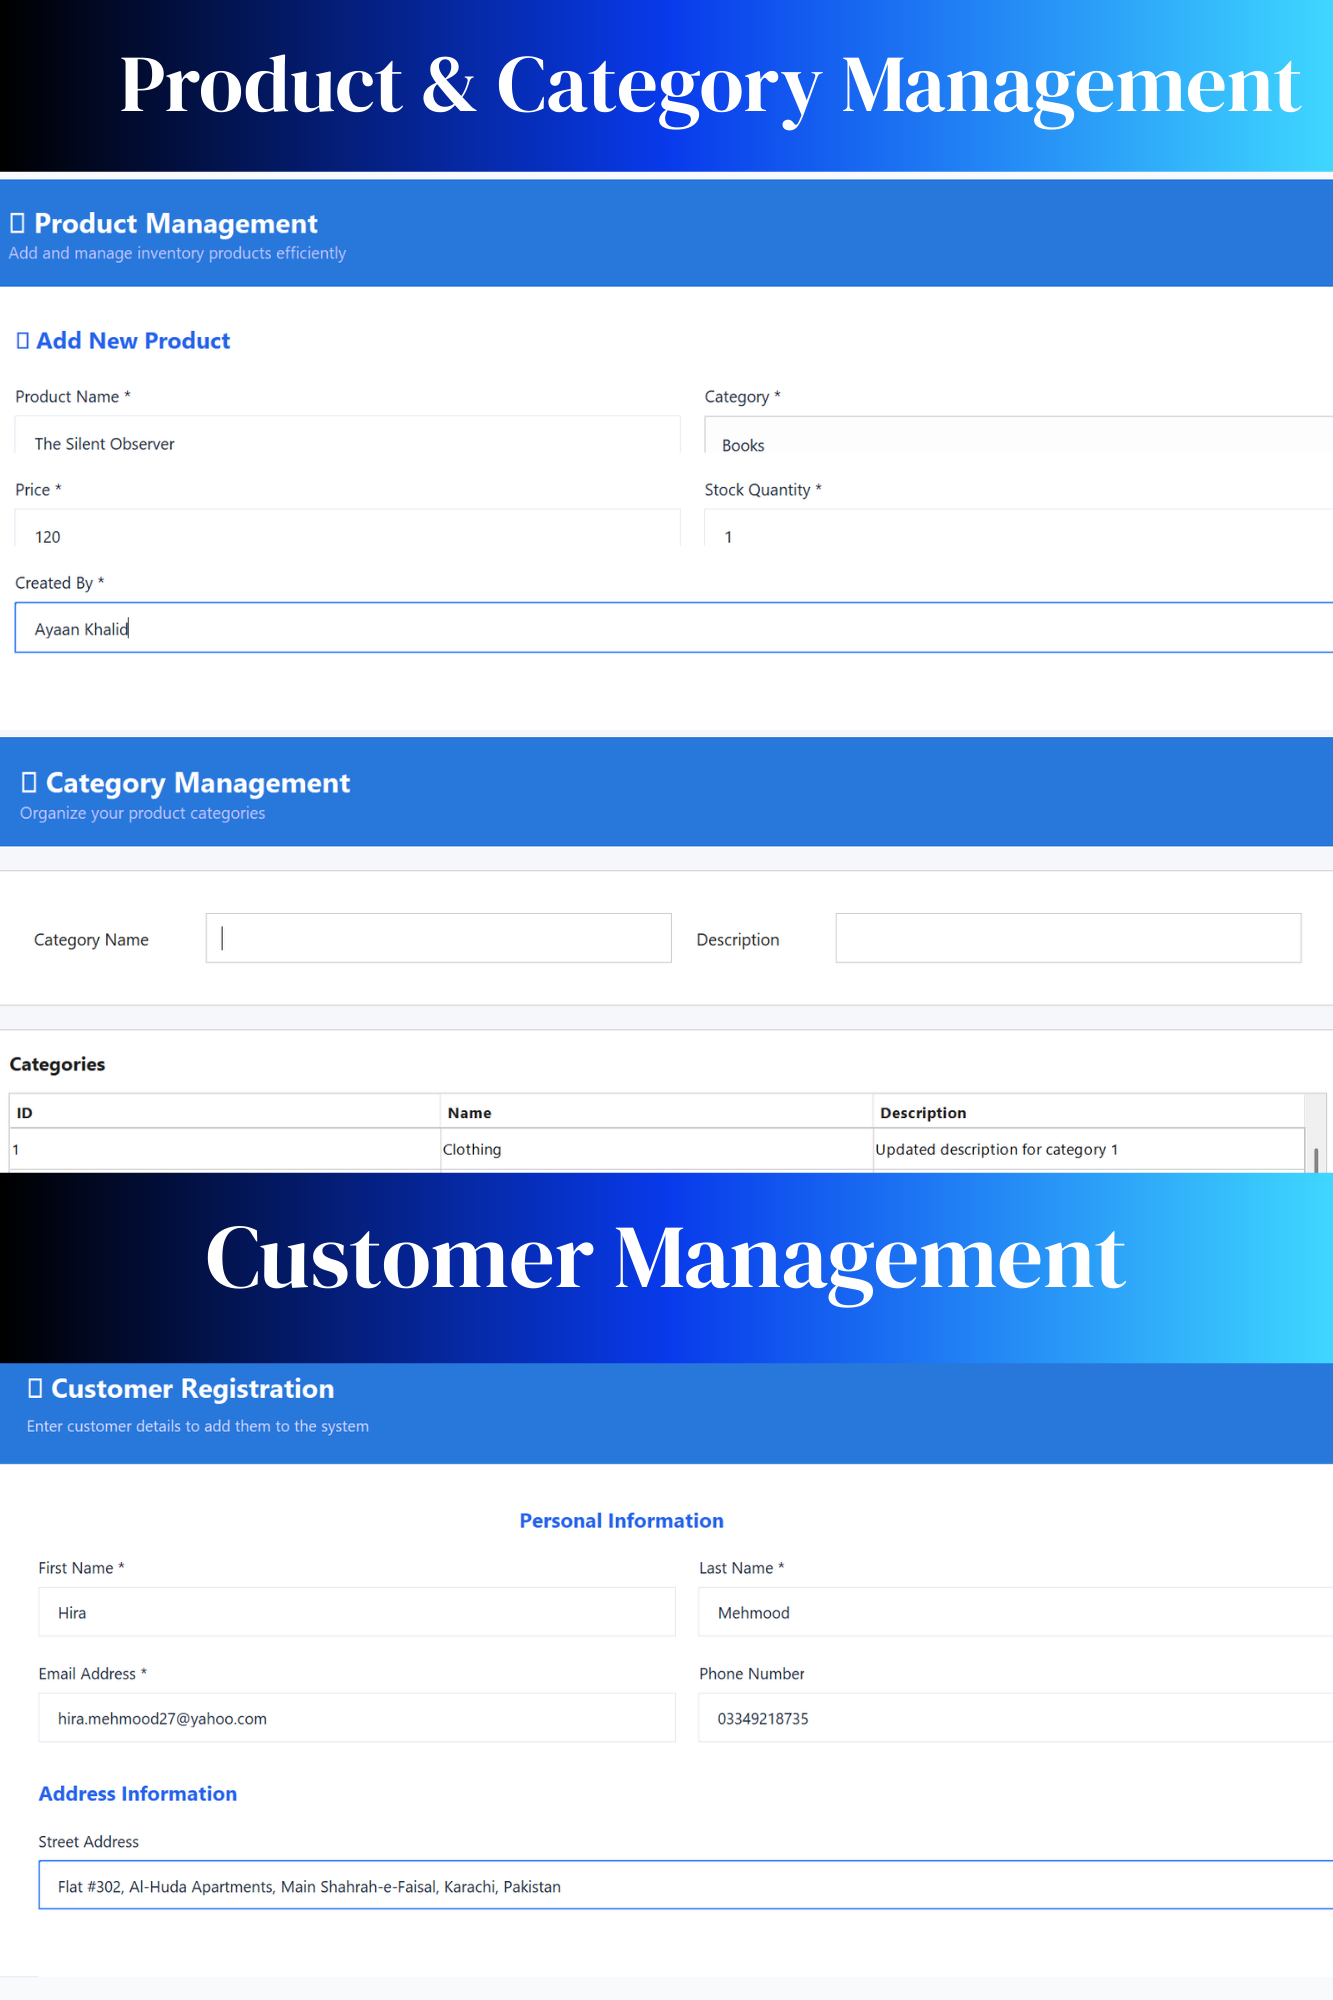 Product & Category Management
Product Management
Add and manage inventory products efficiently
Add New Product
Product Name * Category *
The Silent Observer Books
Price * Stock Quantity *
120 1
Created By *
Ayaan Khalid
Category Management
Organize your product categories
Category Name Description
Categories
ID Name Description
1 Clothing Updated description for category 1
Customer Management
Customer Registration
Enter customer details to add them to the system
Personal Information
First Name * Last Name *
Hira Mehmood
Email Address * Phone Number
hira.mehmood27@yahoo.com 03349218735
Address Information
Street Address
Flat #302, Al-Huda Apartments, Main Shahrah-e-Faisal, Karachi, Pakistan